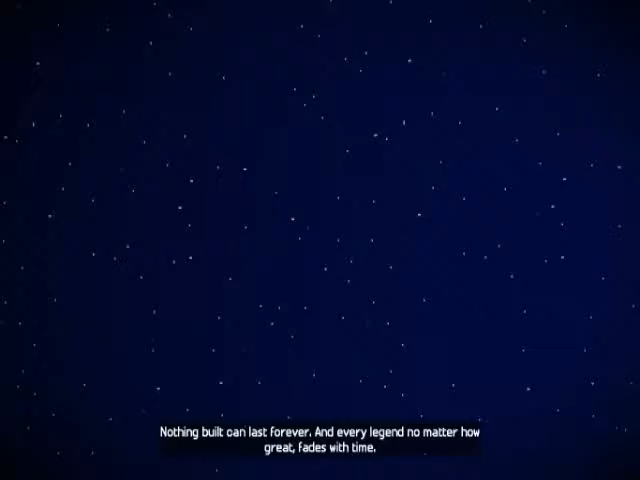 Nothing built can last forever. And every legend no matter how
great, fades with time.